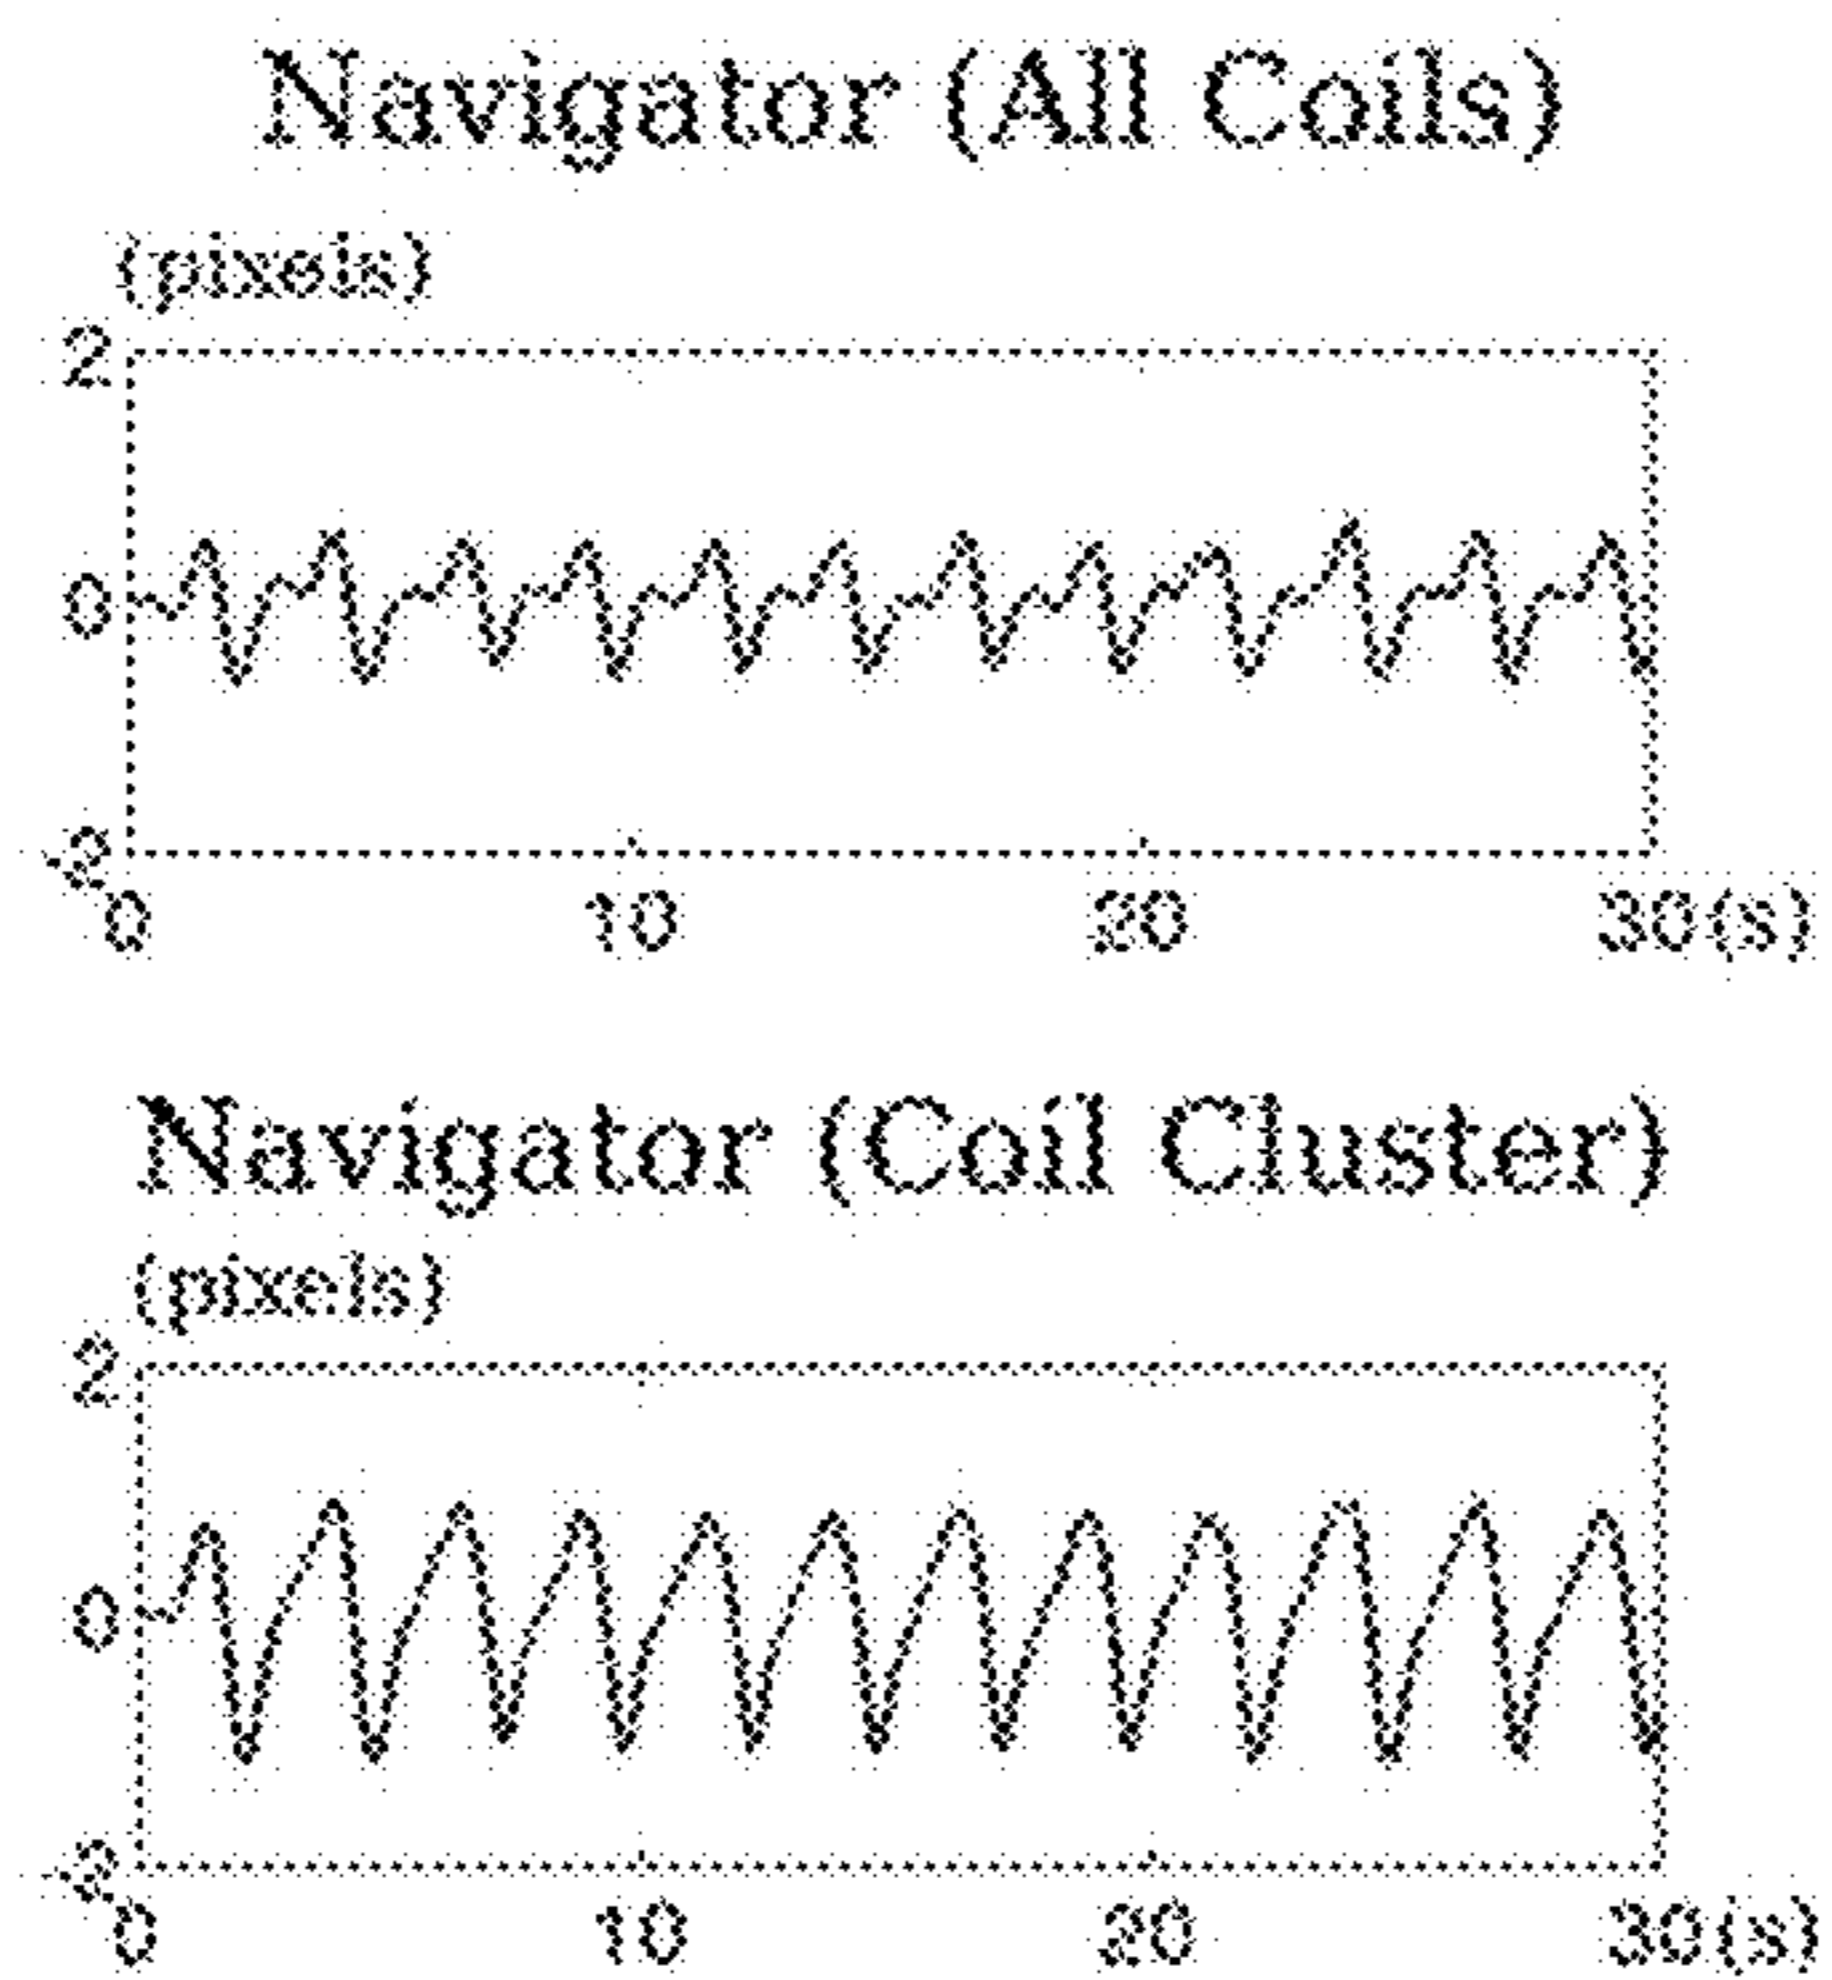 Navigator (All Coils)
(pixels)
2
0
-2
0 10 20 30(s)
Navigator (Coil Cluster)
(pixels)
2
0
-2
0 10 20 30(s)